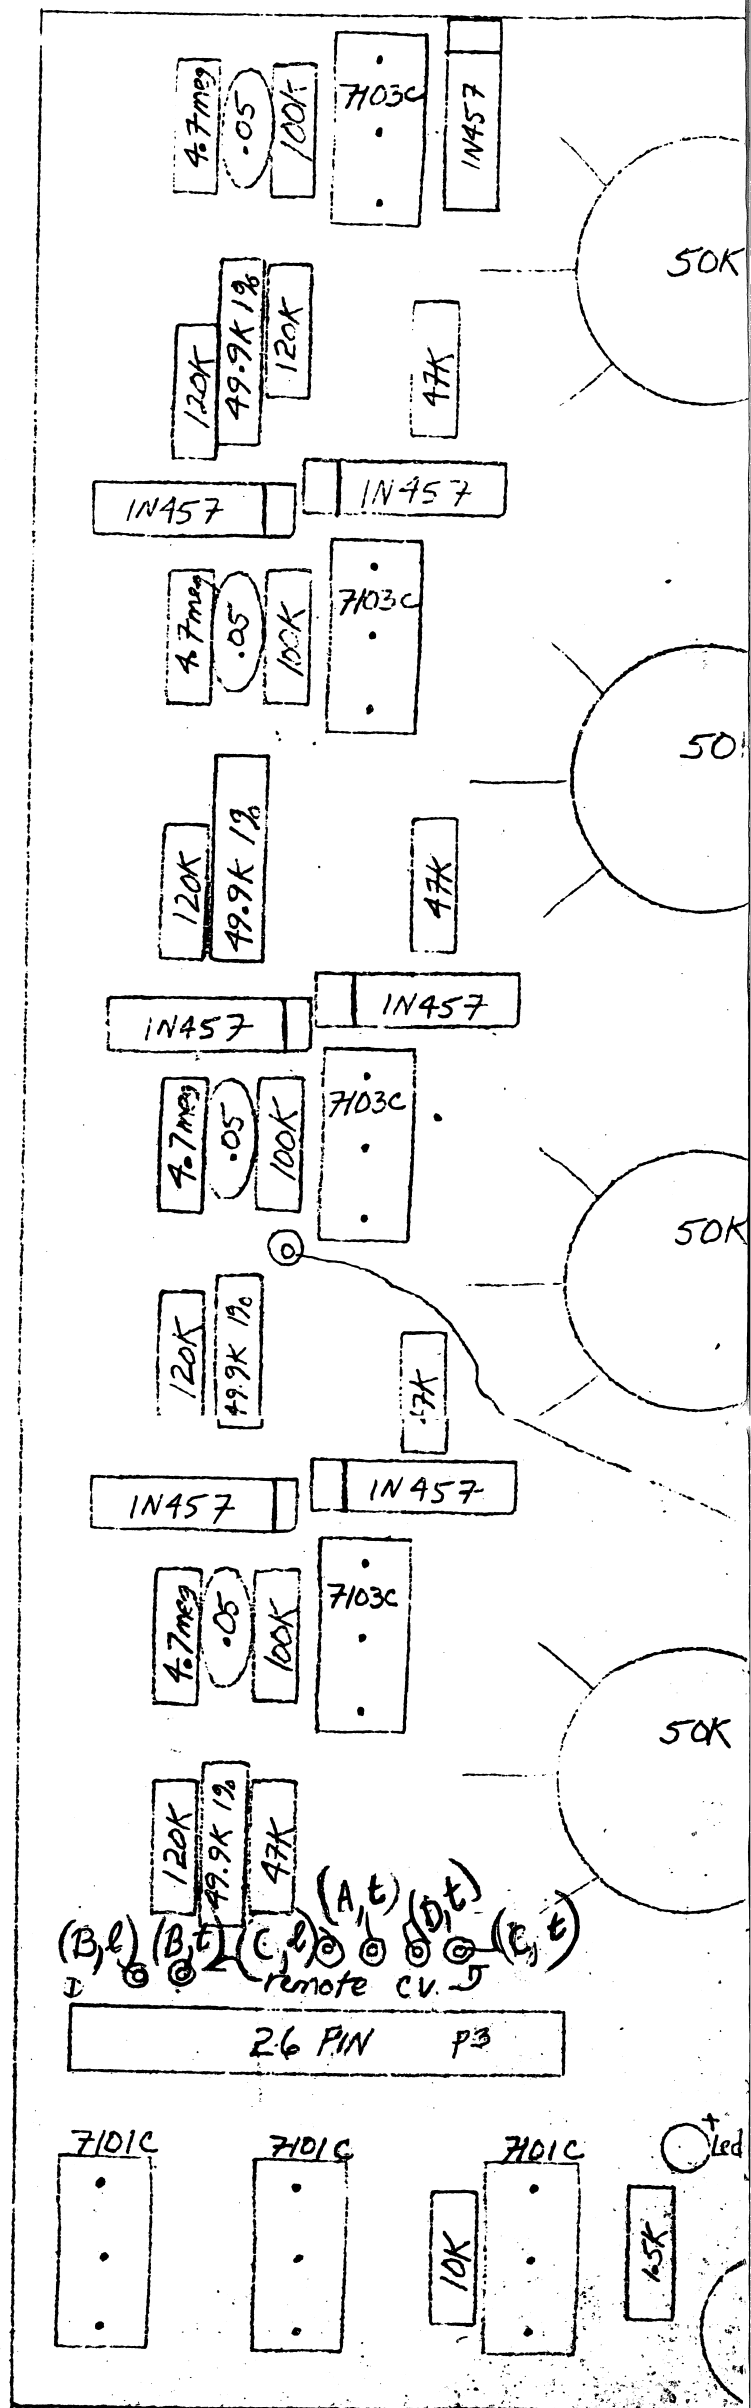 4.7meg
.05
100K
7103C
1N457
50K
120K
49.9K 1%
120K
47K
1N457
1N457
4.7meg
.05
100K
7103C
50
120K
49.9K 1%
47K
1N457
1N457
4.7meg
.05
100K
7103C
50K
120K
49.9K 1%
7K
1N457
1N457
4.7meg
.05
100K
7103C
50K
120K
49.9K 1%
47K
(B,l) (B,t) (C,l) (A,t) (D,t) (C,t)
remote cv.
26 PIN P3
7101C
7101C
7101C
+
Led
10K
1.5K